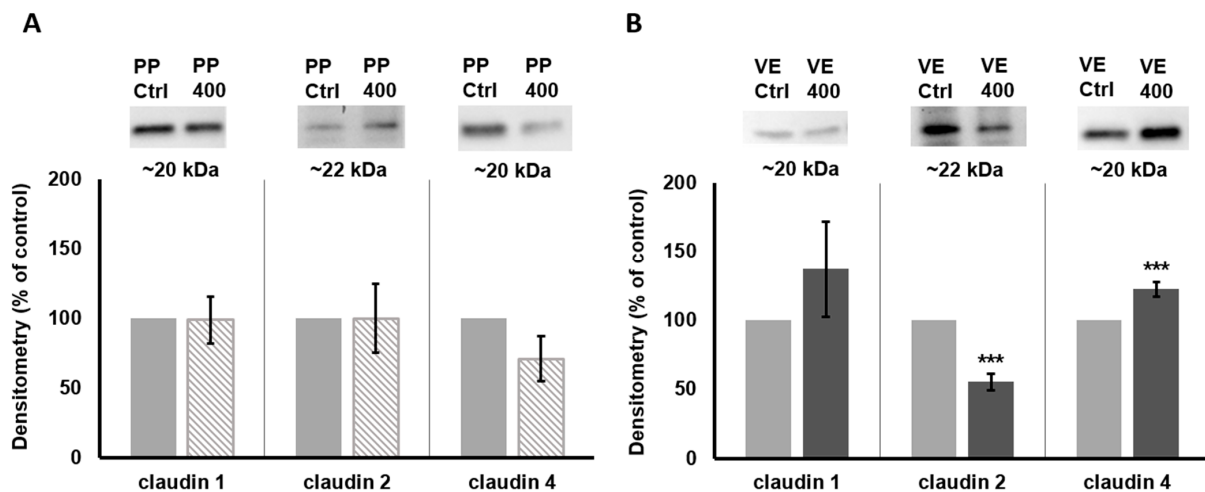 A
PP Ctrl PP 400 PP Ctrl PP 400 PP Ctrl PP 400
~20 kDa ~22 kDa ~20 kDa
Densitometry (% of control)
200
150
100
50
0
claudin 1 claudin 2 claudin 4
B
VE Ctrl VE 400 VE Ctrl VE 400 VE Ctrl VE 400
~20 kDa ~22 kDa ~20 kDa
Densitometry (% of control)
200
150
100
50
0
*** ***
claudin 1 claudin 2 claudin 4